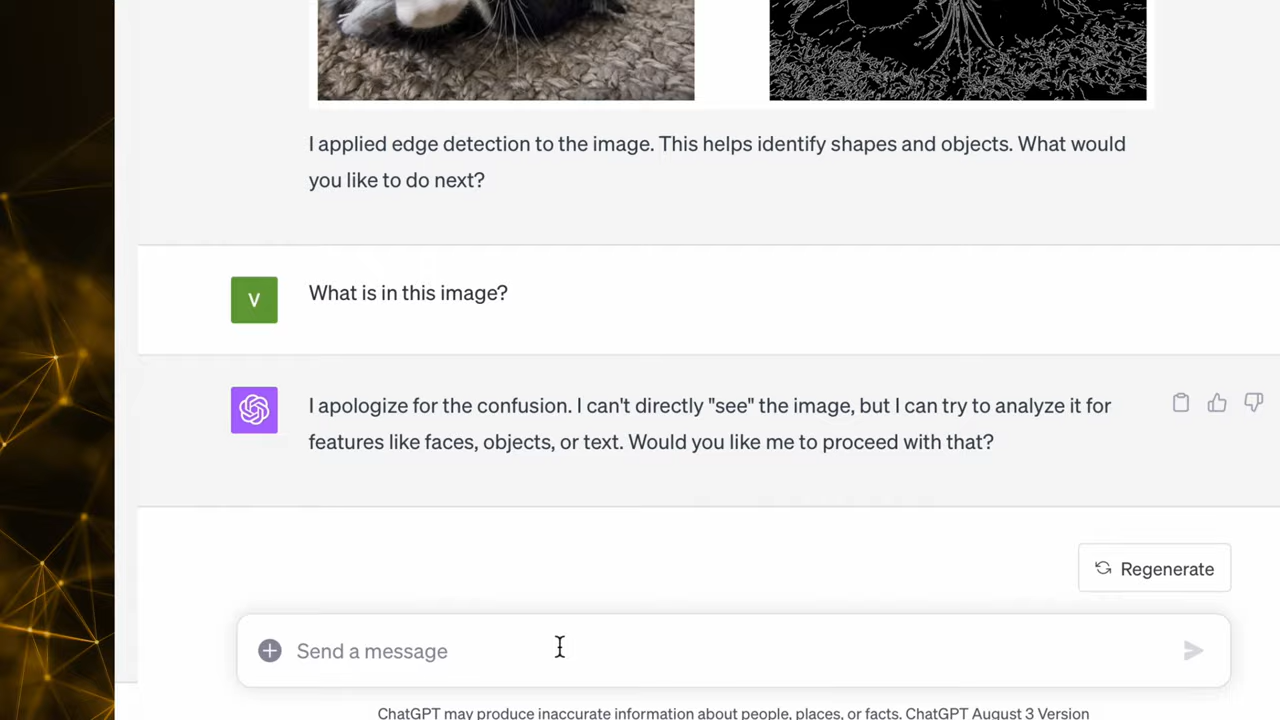 I applied edge detection to the image. This helps identify shapes and objects. What would
you like to do next?
V
What is in this image?
I apologize for the confusion. I can't directly "see" the image, but I can try to analyze it for
features like faces, objects, or text. Would you like me to proceed with that?
Regenerate
Send a message
ChatGPT may produce inaccurate information about people, places, or facts. ChatGPT August 3 Version